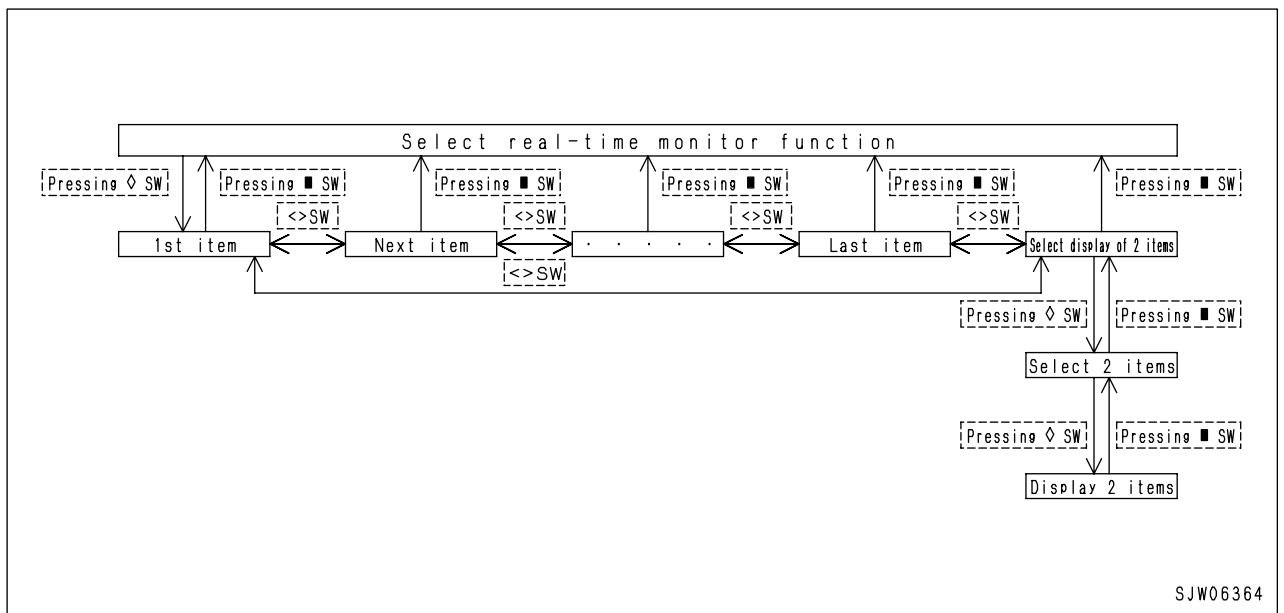 Select real-time monitor function
Pressing ◊ SW
Pressing ■ SW
Pressing ■ SW
Pressing ■ SW
Pressing ■ SW
Pressing ■ SW
<>SW
<>SW
<>SW
<>SW
1st item
Next item
. . . . .
Last item
Select display of 2 items
<>SW
Pressing ◊ SW
Pressing ■ SW
Select 2 items
Pressing ◊ SW
Pressing ■ SW
Display 2 items
SJW06364